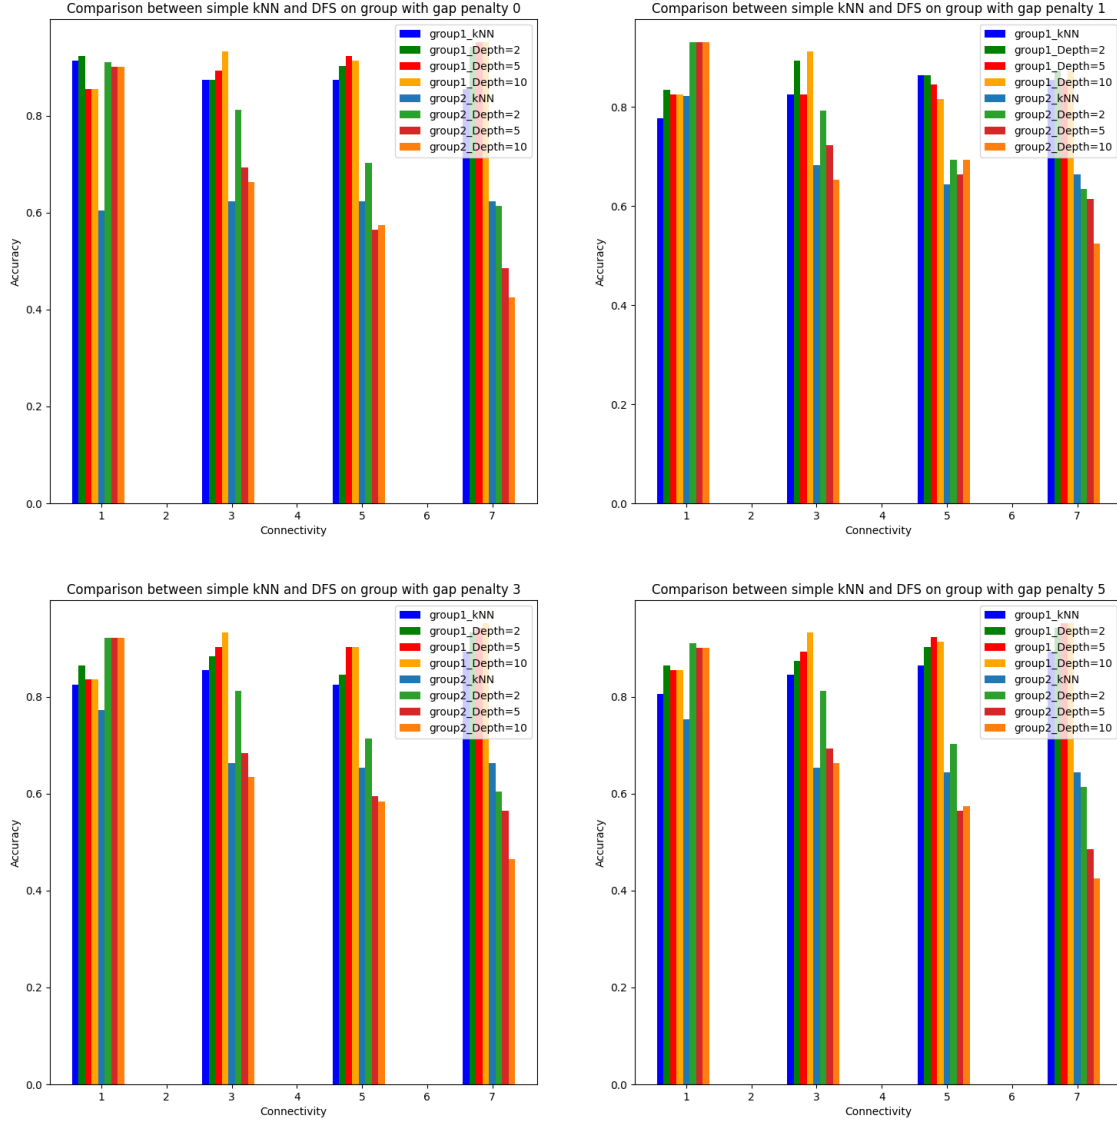 Comparison between simple kNN and DFS on group with gap penalty 0
group1_kNN
group1_Depth=2
group1_Depth=5
group1_Depth=10
group2_kNN
group2_Depth=2
group2_Depth=5
group2_Depth=10
Accuracy
0.8
0.6
0.4
0.2
0.0
1 2 3 4 5 6 7
Connectivity
Comparison between simple kNN and DFS on group with gap penalty 1
group1_kNN
group1_Depth=2
group1_Depth=5
group1_Depth=10
group2_kNN
group2_Depth=2
group2_Depth=5
group2_Depth=10
Accuracy
0.8
0.6
0.4
0.2
0.0
1 2 3 4 5 6 7
Connectivity
Comparison between simple kNN and DFS on group with gap penalty 3
group1_kNN
group1_Depth=2
group1_Depth=5
group1_Depth=10
group2_kNN
group2_Depth=2
group2_Depth=5
group2_Depth=10
Accuracy
0.8
0.6
0.4
0.2
0.0
1 2 3 4 5 6 7
Connectivity
Comparison between simple kNN and DFS on group with gap penalty 5
group1_kNN
group1_Depth=2
group1_Depth=5
group1_Depth=10
group2_kNN
group2_Depth=2
group2_Depth=5
group2_Depth=10
Accuracy
0.8
0.6
0.4
0.2
0.0
1 2 3 4 5 6 7
Connectivity